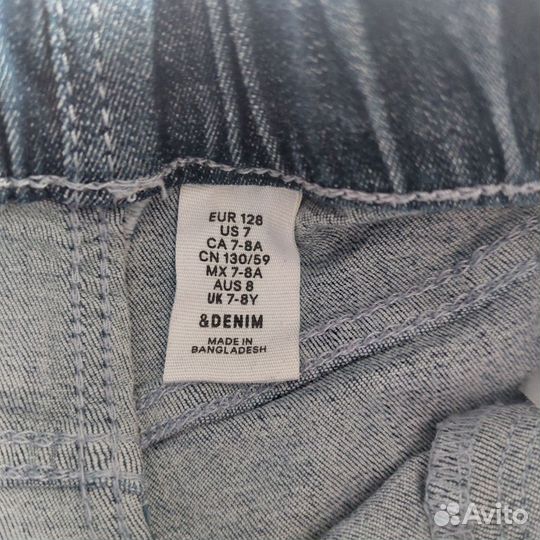 EUR 128
US 7
CA 7-8A
CN 130/59
MX 7-8A
AUS 8
UK 7-8Y
&DENIM
MADE IN
BANGLADESH
Avito